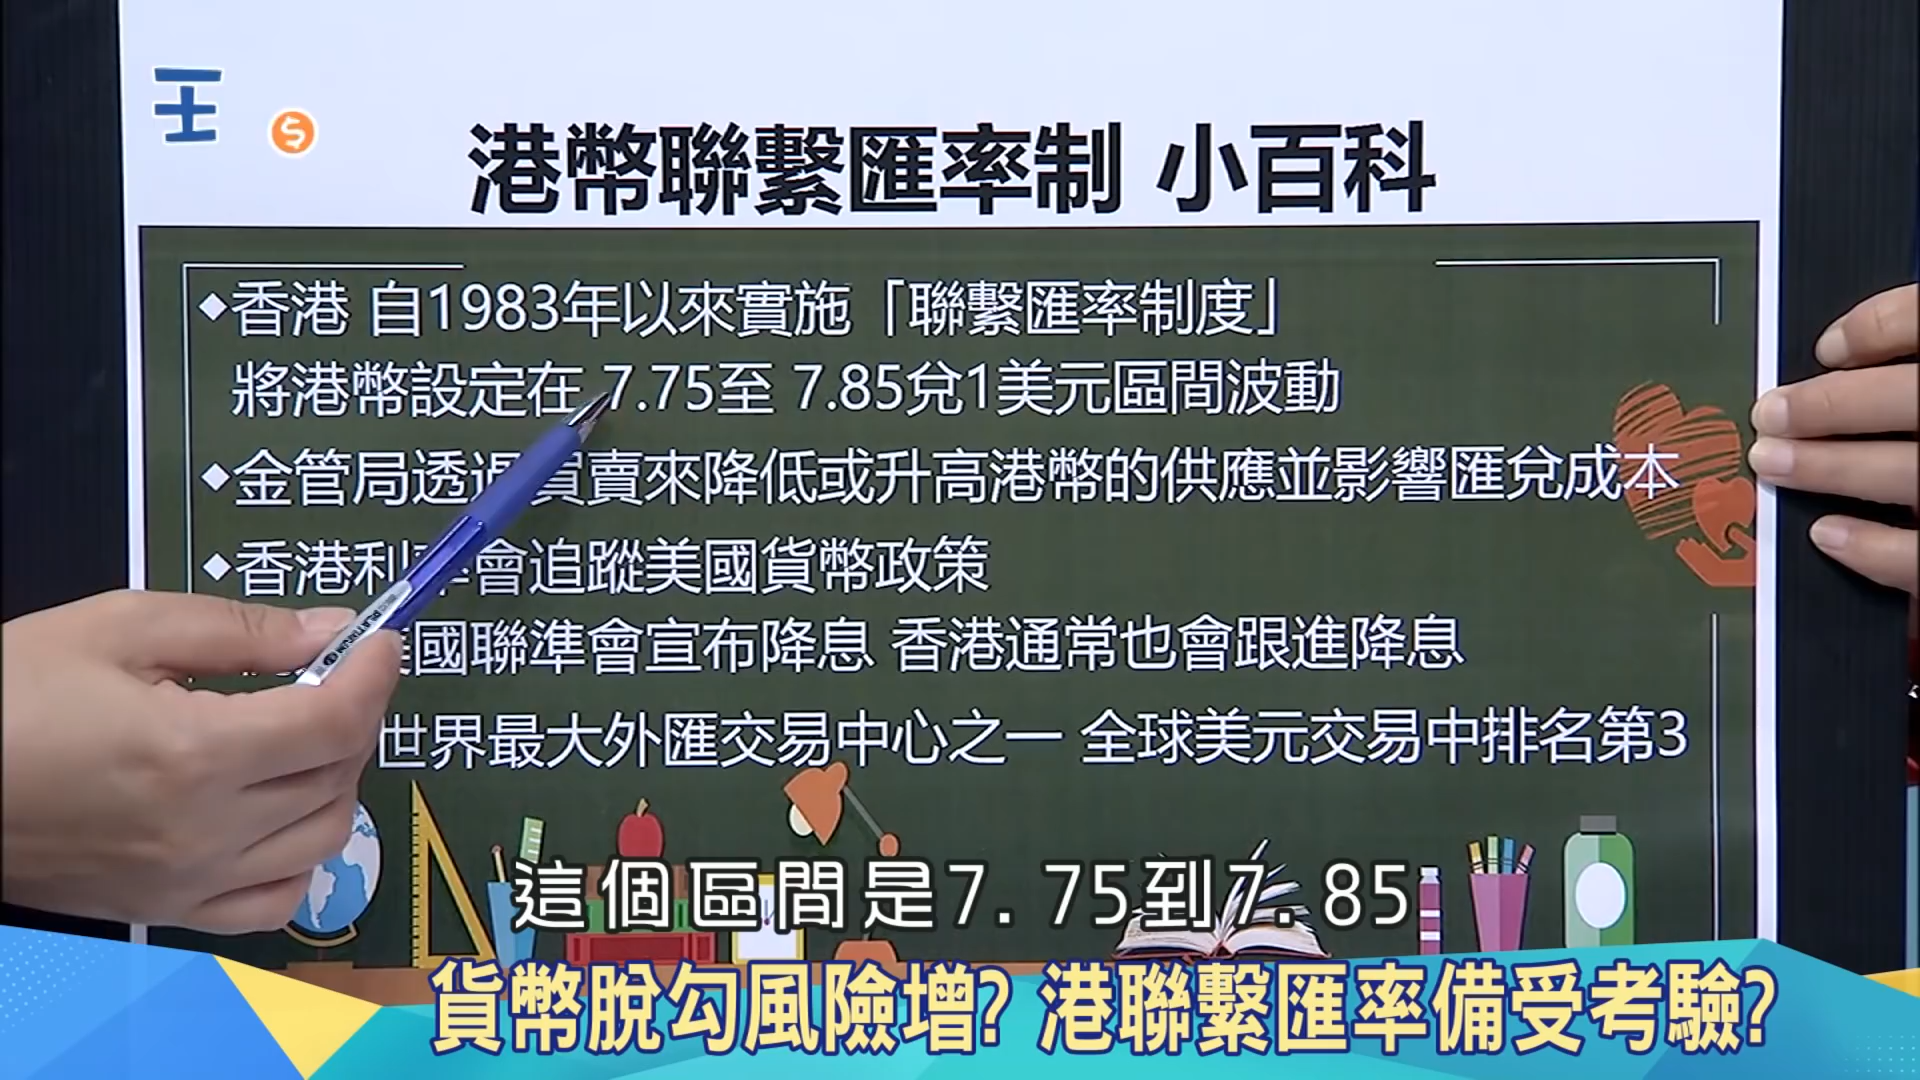 王 $
港幣聯繫匯率制 小百科
◆香港 自1983年以來實施「聯繫匯率制度」
將港幣設定在 7.75至 7.85兌1美元區間波動
◆金管局透過買賣來降低或升高港幣的供應並影響匯兌成本
◆香港利率會追蹤美國貨幣政策
美國聯準會宣布降息 香港通常也會跟進降息
世界最大外匯交易中心之一 全球美元交易中排名第3
PLATINUM
這個區間是7.75到7.85
貨幣脫勾風險增? 港聯繫匯率備受考驗?